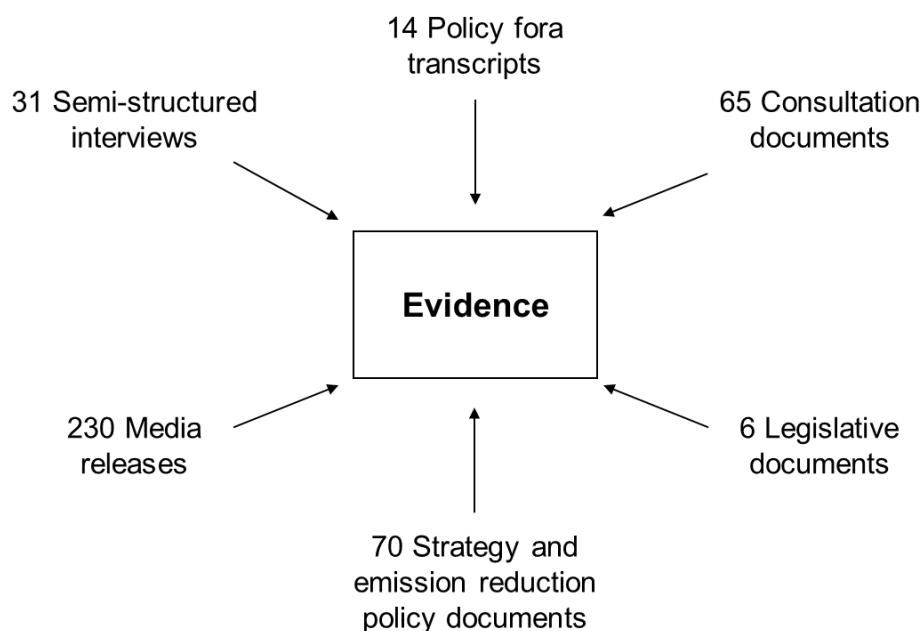 14 Policy fora
transcripts
31 Semi-structured
interviews
65 Consultation
documents
Evidence
230 Media
releases
6 Legislative
documents
70 Strategy and
emission reduction
policy documents